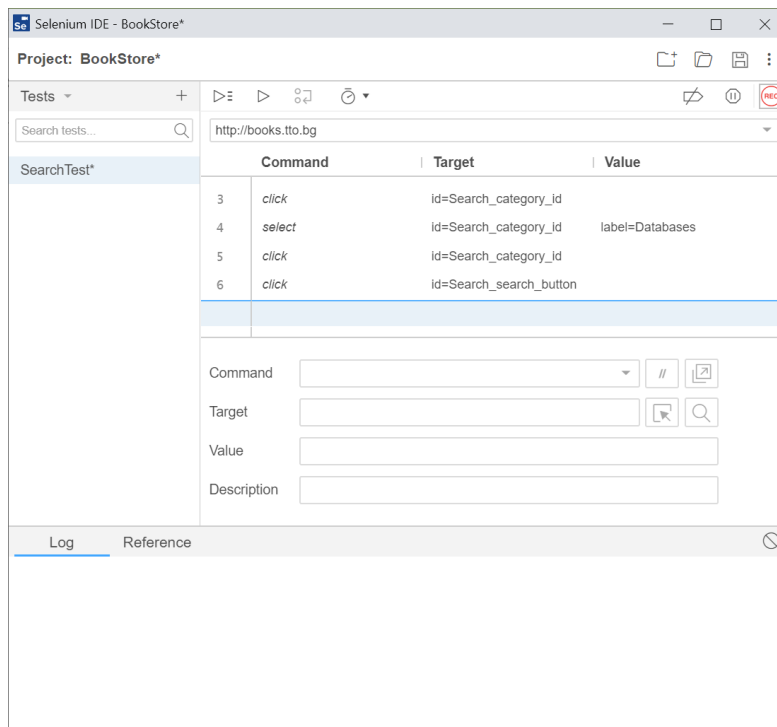 Se Selenium IDE - BookStore*
Project: BookStore*
Tests
Search tests...
SearchTest*
REC
http://books.tto.bg
Command Target Value
3 click id=Search_category_id
4 select id=Search_category_id label=Databases
5 click id=Search_category_id
6 click id=Search_search_button
Command //
Target
Value
Description
Log Reference